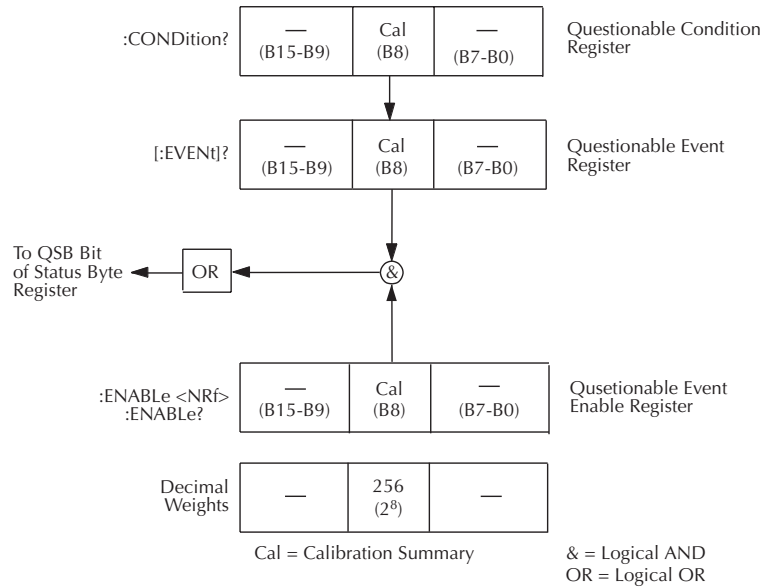 :CONDition?
—
(B15-B9)
Cal
(B8)
—
(B7-B0)
Questionable Condition
Register
[:EVENt]?
—
(B15-B9)
Cal
(B8)
—
(B7-B0)
Questionable Event
Register
To QSB Bit
of Status Byte
Register
OR
&
:ENABLe <NRf>
:ENABLe?
—
(B15-B9)
Cal
(B8)
—
(B7-B0)
Qusetionable Event
Enable Register
Decimal
Weights
—
256
(2⁸)
—
Cal = Calibration Summary
& = Logical AND
OR = Logical OR